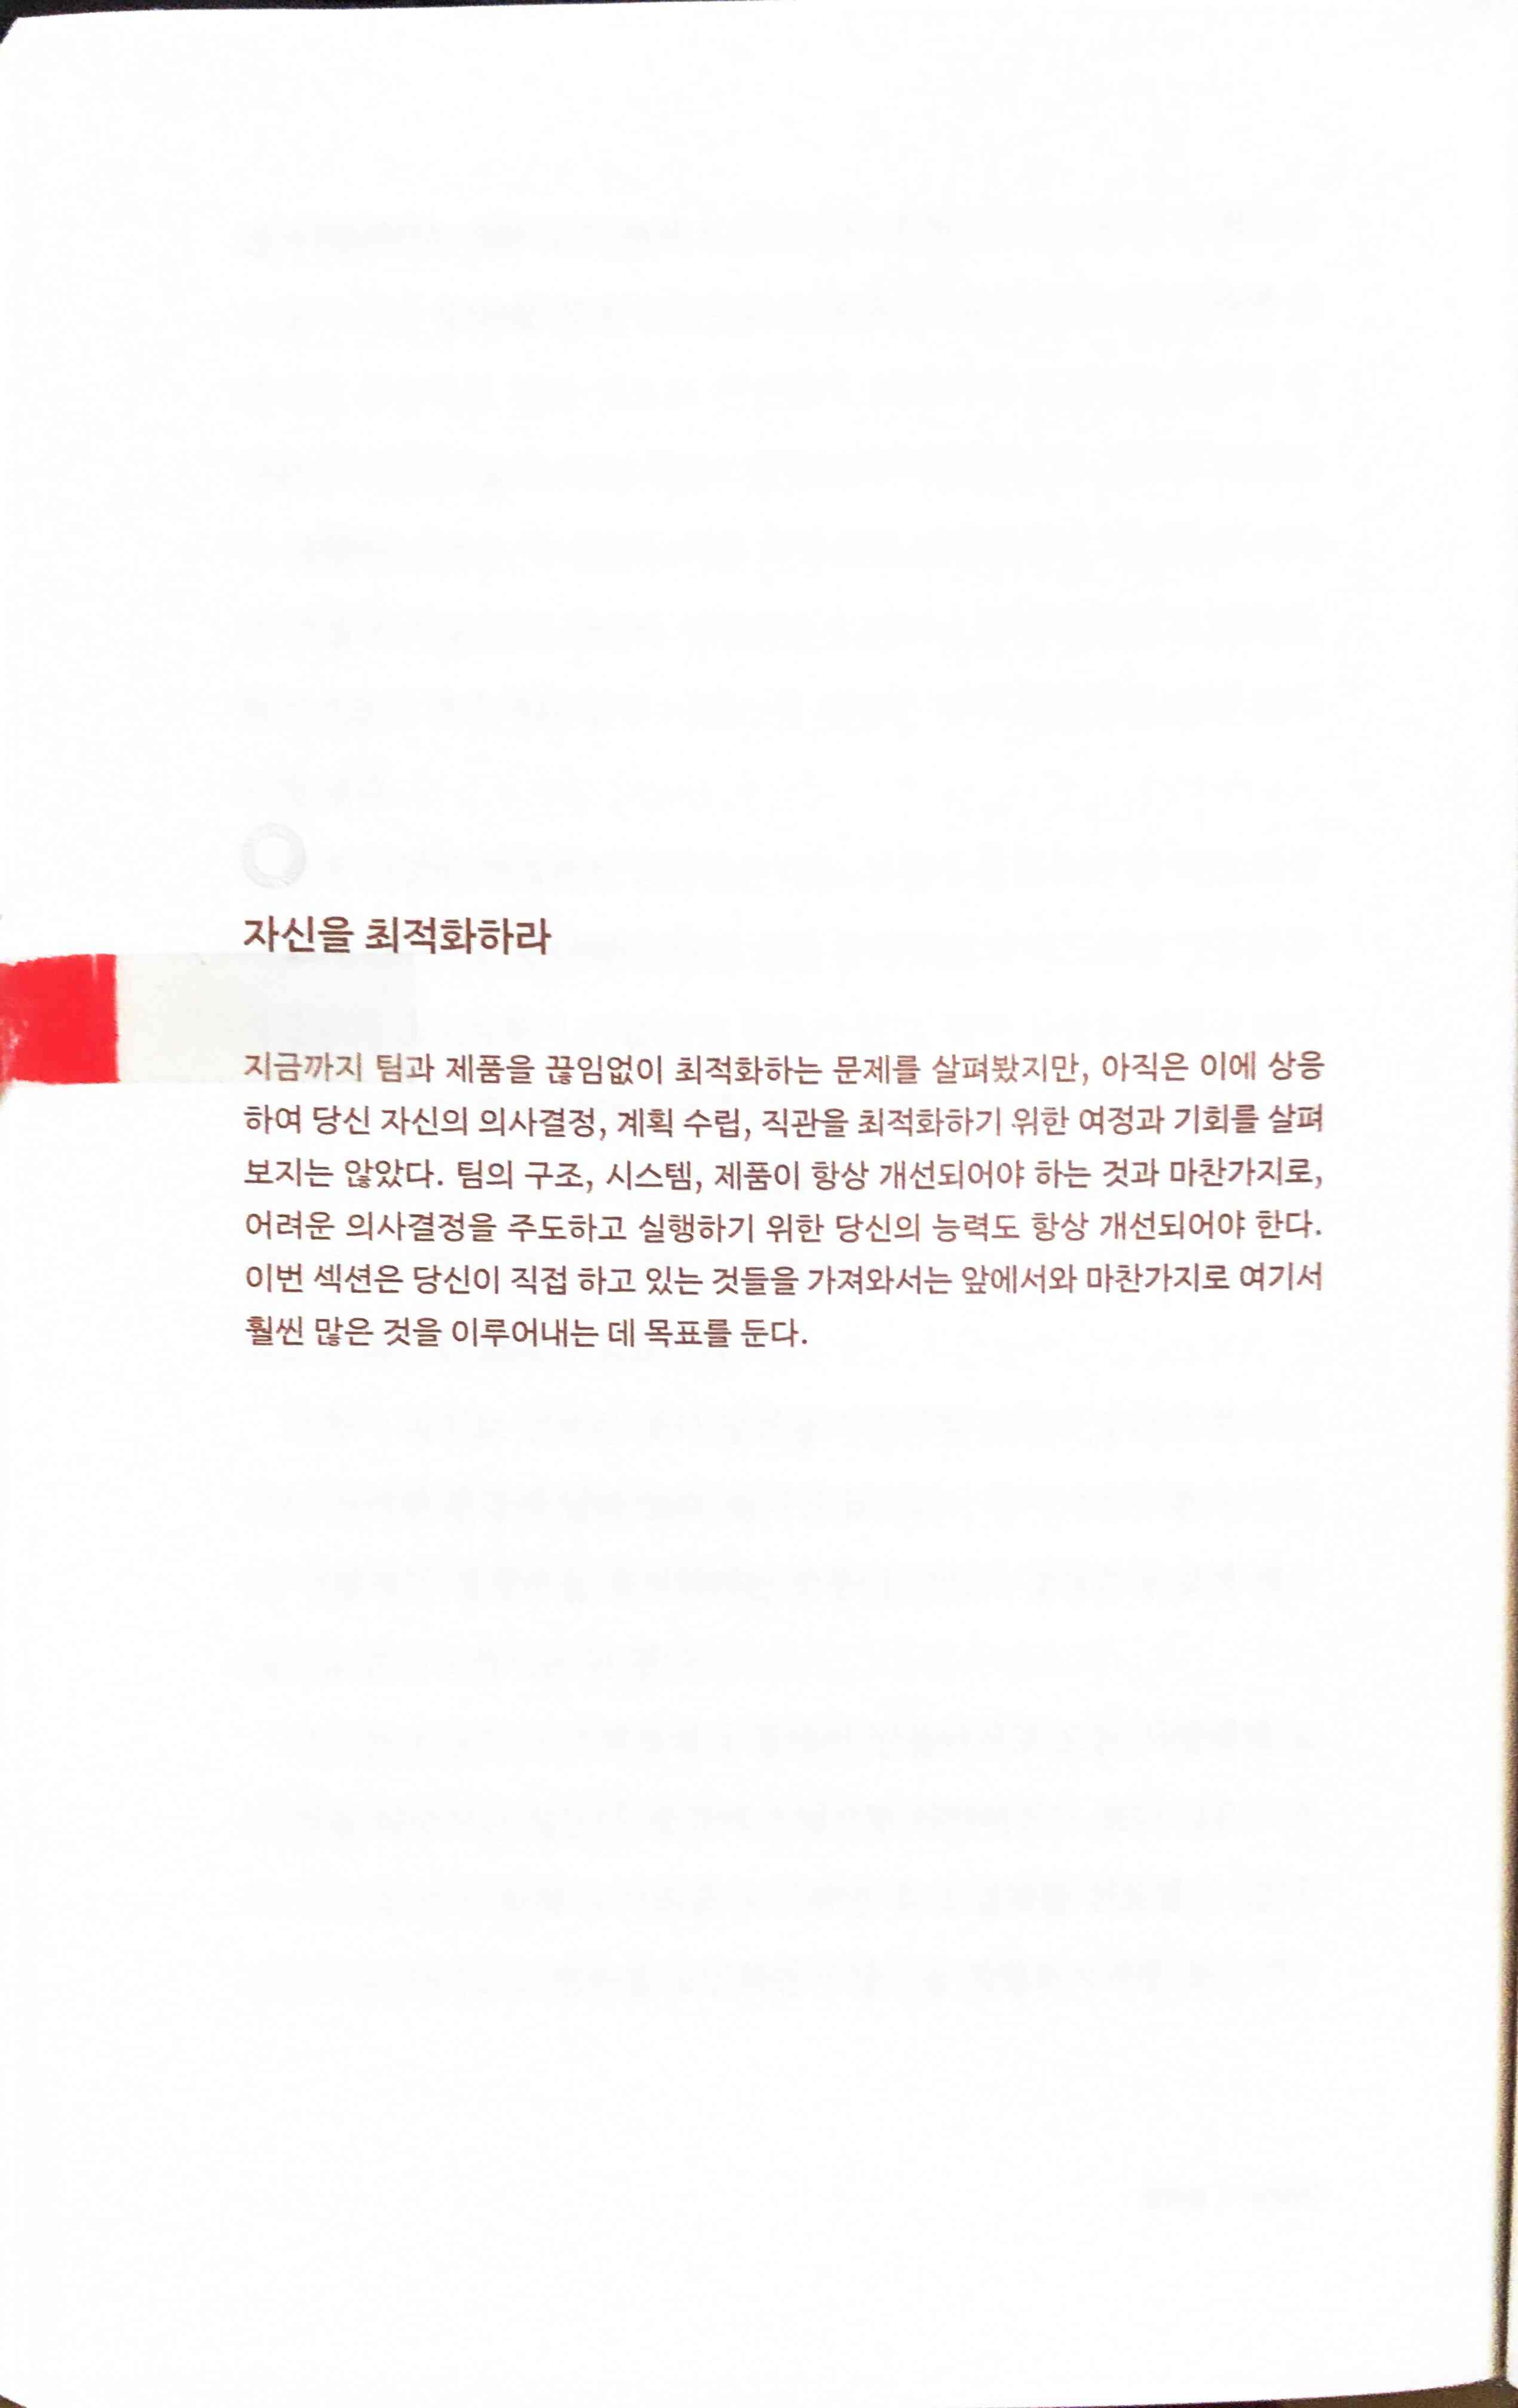 자신을 최적화하라
지금까지 팀과 제품을 끊임없이 최적화하는 문제를 살펴봤지만, 아직은 이에 상응
하여 당신 자신의 의사결정, 계획 수립, 직관을 최적화하기 위한 여정과 기회를 살펴
보지는 않았다. 팀의 구조, 시스템, 제품이 항상 개선되어야 하는 것과 마찬가지로,
어려운 의사결정을 주도하고 실행하기 위한 당신의 능력도 항상 개선되어야 한다.
이번 섹션은 당신이 직접 하고 있는 것들을 가져와서는 앞에서와 마찬가지로 여기서
훨씬 많은 것을 이루어내는 데 목표를 둔다.